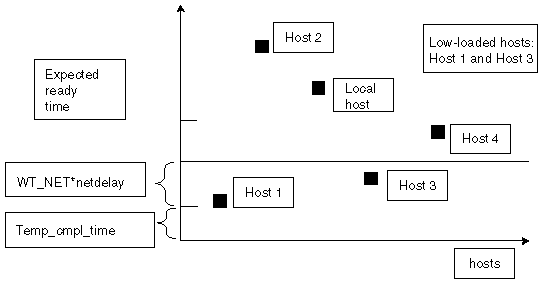 Host 2
Low-loaded hosts:
Host 1 and Host 3
Expected
ready
time
Local
host
Host 4
WT_NET*netdelay
Host 1
Host 3
Temp_cmpl_time
hosts